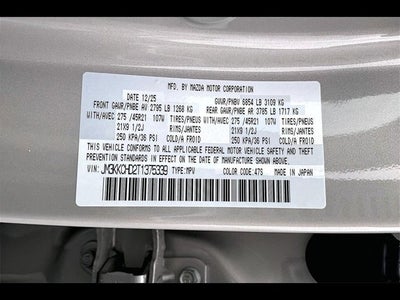 MFD. BY MAZDA MOTOR CORPORATION
12/25 GVWR/PNBV 6854 LB 3109 KG
FRONT GAWR/PNBE AV 2795 LB 1268 KG REAR GAWR/PNBE AR 3785 LB 1717 KG
WITH/AVEC 275 /45R21 107W TIRES/PNEUS WITH/AVEC 275 /45R21 107W TIRES/PNEUS
21X9 1/2J RIMS/JANTES 21X9 1/2J RIMS/JANTES
250 KPA/36 PSI COLD/A FROID 250 KPA/36 PSI COLD/A FROID
THIS VEHICLE CONFORMS TO ALL APPLICABLE FEDERAL MOTOR VEHICLE SAFETY
STANDARDS IN EFFECT ON THE DATE OF MANUFACTURE SHOWN ABOVE.
VIN: JM3KKCHD2T1375339 TYPE: MPV COLOR CODE: 47S MADE IN JAPAN